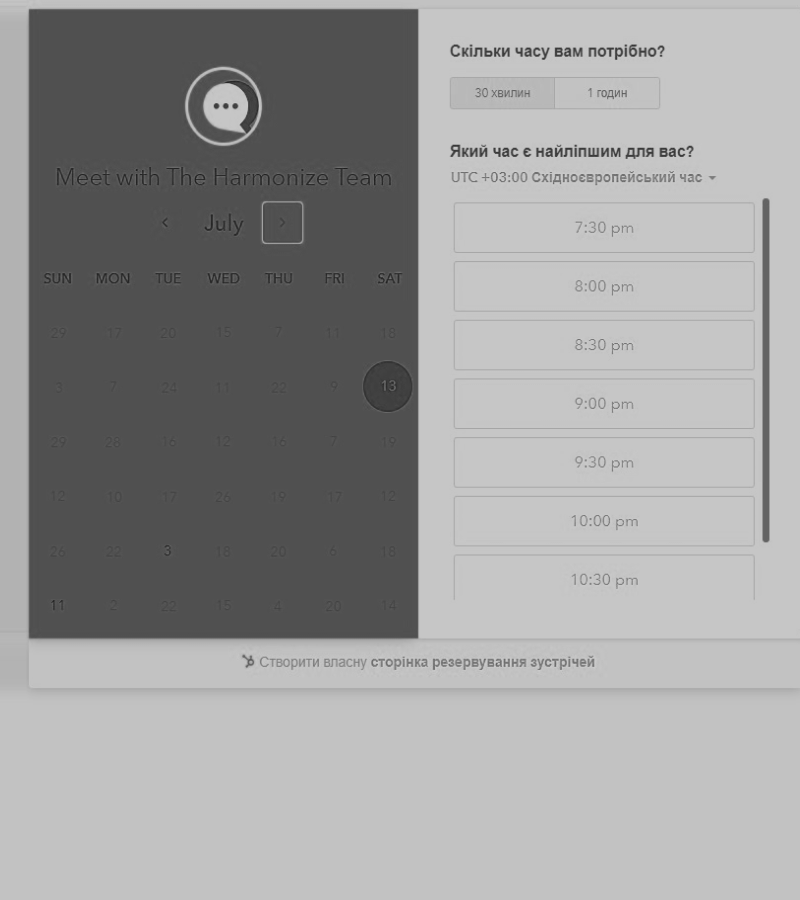 Meet with The Harmonize Team
July
SUN MON TUE WED THU FRI SAT
29 17 20 15 7 11 18
3 7 24 11 22 9 13
29 28 16 12 16 7 19
12 10 17 26 19 17 12
26 22 3 18 20 6 18
11 2 22 15 4 20 14
Скільки часу вам потрібно?
30 хвилин 1 годин
Який час є найліпшим для вас?
UTC +03:00 Східноєвропейський час
7:30 pm
8:00 pm
8:30 pm
9:00 pm
9:30 pm
10:00 pm
10:30 pm
Створити власну сторінка резервування зустрічей